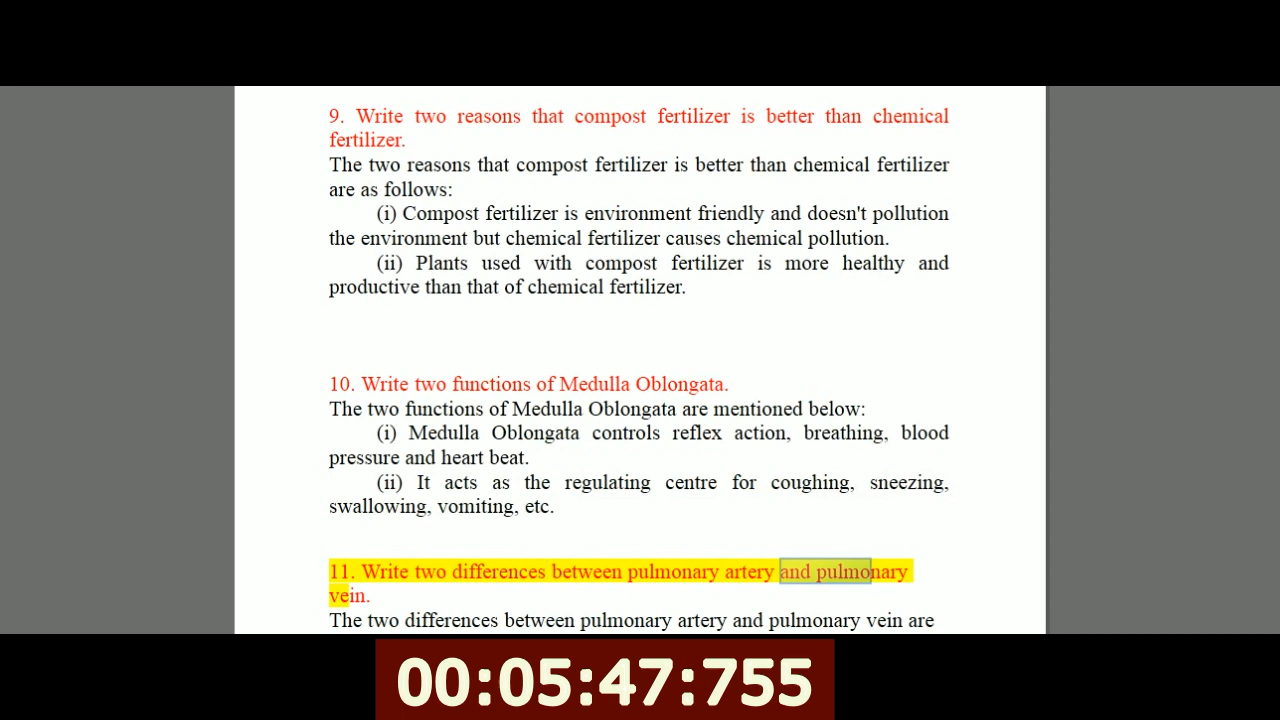 9. Write two reasons that compost fertilizer is better than chemical
fertilizer.
The two reasons that compost fertilizer is better than chemical fertilizer
are as follows:
(i) Compost fertilizer is environment friendly and doesn't pollution
the environment but chemical fertilizer causes chemical pollution.
(ii) Plants used with compost fertilizer is more healthy and
productive than that of chemical fertilizer.
10. Write two functions of Medulla Oblongata.
The two functions of Medulla Oblongata are mentioned below:
(i) Medulla Oblongata controls reflex action, breathing, blood
pressure and heart beat.
(ii) It acts as the regulating centre for coughing, sneezing,
swallowing, vomiting, etc.
11. Write two differences between pulmonary artery and pulmonary
vein.
The two differences between pulmonary artery and pulmonary vein are
00:05:47:755